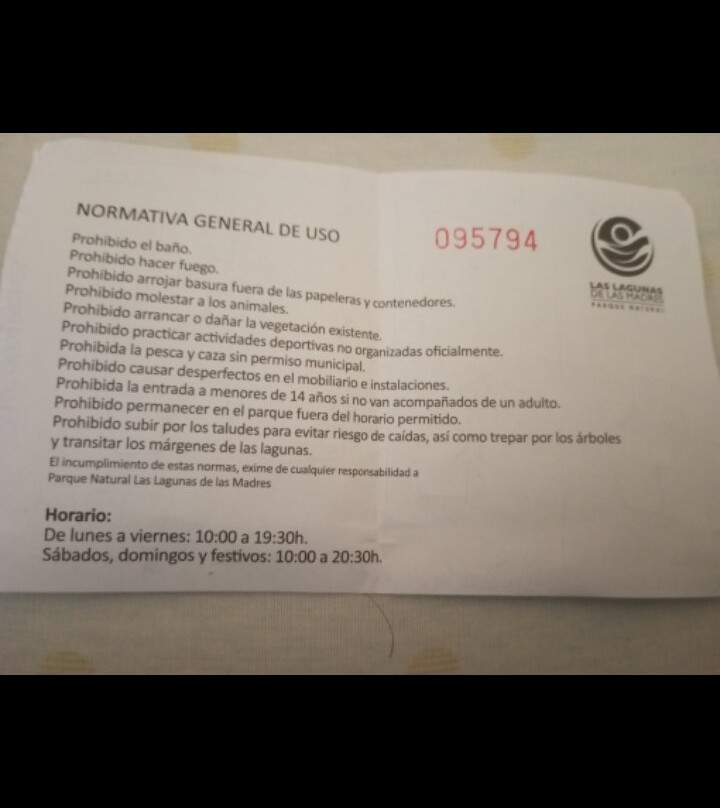 NORMATIVA GENERAL DE USO
095794
LAS LAGUNAS
DE LAS MADRES
PARQUE NATURAL
Prohibido el baño.
Prohibido hacer fuego.
Prohibido arrojar basura fuera de las papeleras y contenedores.
Prohibido molestar a los animales.
Prohibido arrancar o dañar la vegetación existente.
Prohibido practicar actividades deportivas no organizadas oficialmente.
Prohibida la pesca y caza sin permiso municipal.
Prohibido causar desperfectos en el mobiliario e instalaciones.
Prohibida la entrada a menores de 14 años si no van acompañados de un adulto.
Prohibido permanecer en el parque fuera del horario permitido.
Prohibido subir por los taludes para evitar riesgo de caídas, así como trepar por los árboles
y transitar los márgenes de las lagunas.
El incumplimiento de estas normas, exime de cualquier responsabilidad a
Parque Natural Las Lagunas de las Madres
Horario:
De lunes a viernes: 10:00 a 19:30h.
Sábados, domingos y festivos: 10:00 a 20:30h.